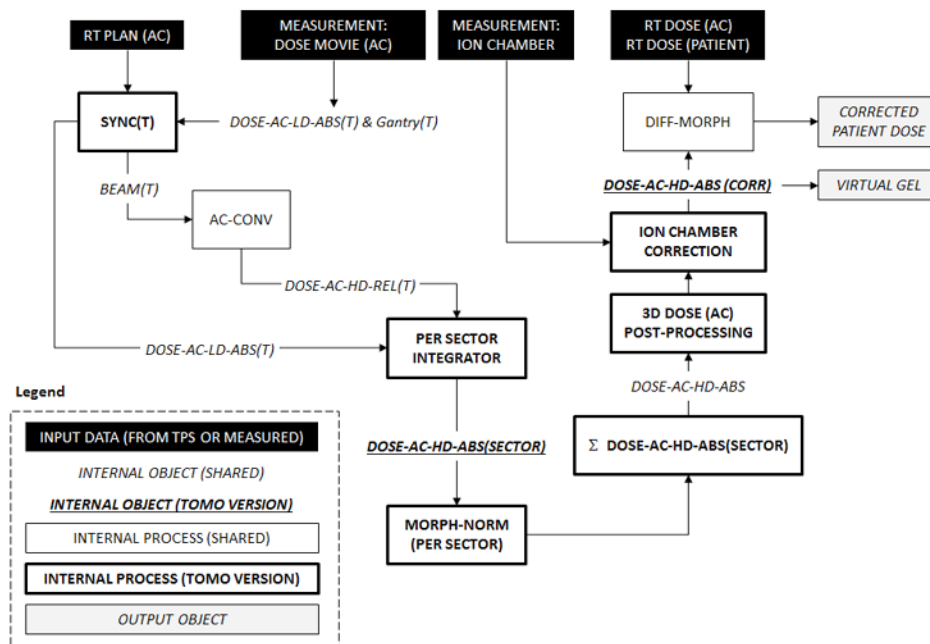 RT PLAN (AC)
MEASUREMENT:
DOSE MOVIE (AC)
MEASUREMENT:
ION CHAMBER
RT DOSE (AC)
RT DOSE (PATIENT)
SYNC(T)
DOSE-AC-LD-ABS(T) & Gantry(T)
DIFF-MORPH
CORRECTED
PATIENT DOSE
BEAM(T)
DOSE-AC-HD-ABS (CORR)
VIRTUAL GEL
AC-CONV
ION CHAMBER
CORRECTION
DOSE-AC-HD-REL(T)
3D DOSE (AC)
POST-PROCESSING
DOSE-AC-LD-ABS(T)
PER SECTOR
INTEGRATOR
DOSE-AC-HD-ABS
DOSE-AC-HD-ABS(SECTOR)
Σ DOSE-AC-HD-ABS(SECTOR)
MORPH-NORM
(PER SECTOR)
Legend
INPUT DATA (FROM TPS OR MEASURED)
INTERNAL OBJECT (SHARED)
INTERNAL OBJECT (TOMO VERSION)
INTERNAL PROCESS (SHARED)
INTERNAL PROCESS (TOMO VERSION)
OUTPUT OBJECT